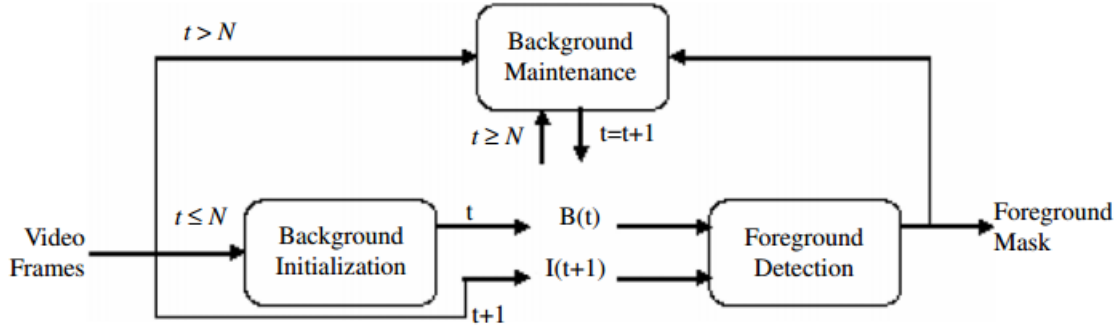 t > N
Background
Maintenance
t ≥ N
t=t+1
t ≤ N
t
B(t)
Video
Frames
Background
Initialization
Foreground
Detection
Foreground
Mask
I(t+1)
t+1